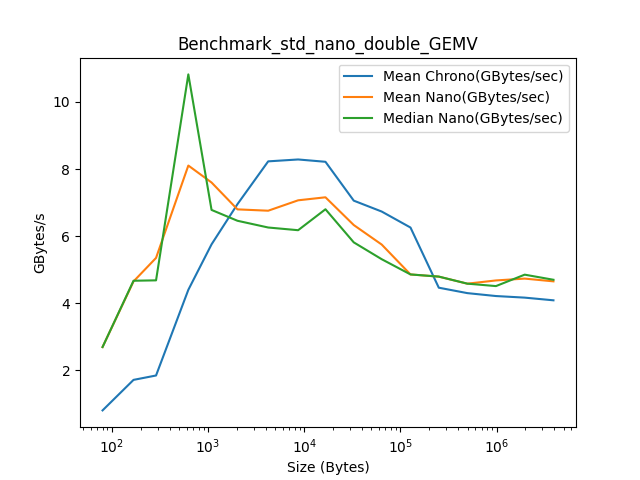 Benchmark_std_nano_double_GEMV
Mean Chrono(GBytes/sec)
Mean Nano(GBytes/sec)
Median Nano(GBytes/sec)
GBytes/s
10
8
6
4
2
10² 10³ 10⁴ 10⁵ 10⁶
Size (Bytes)